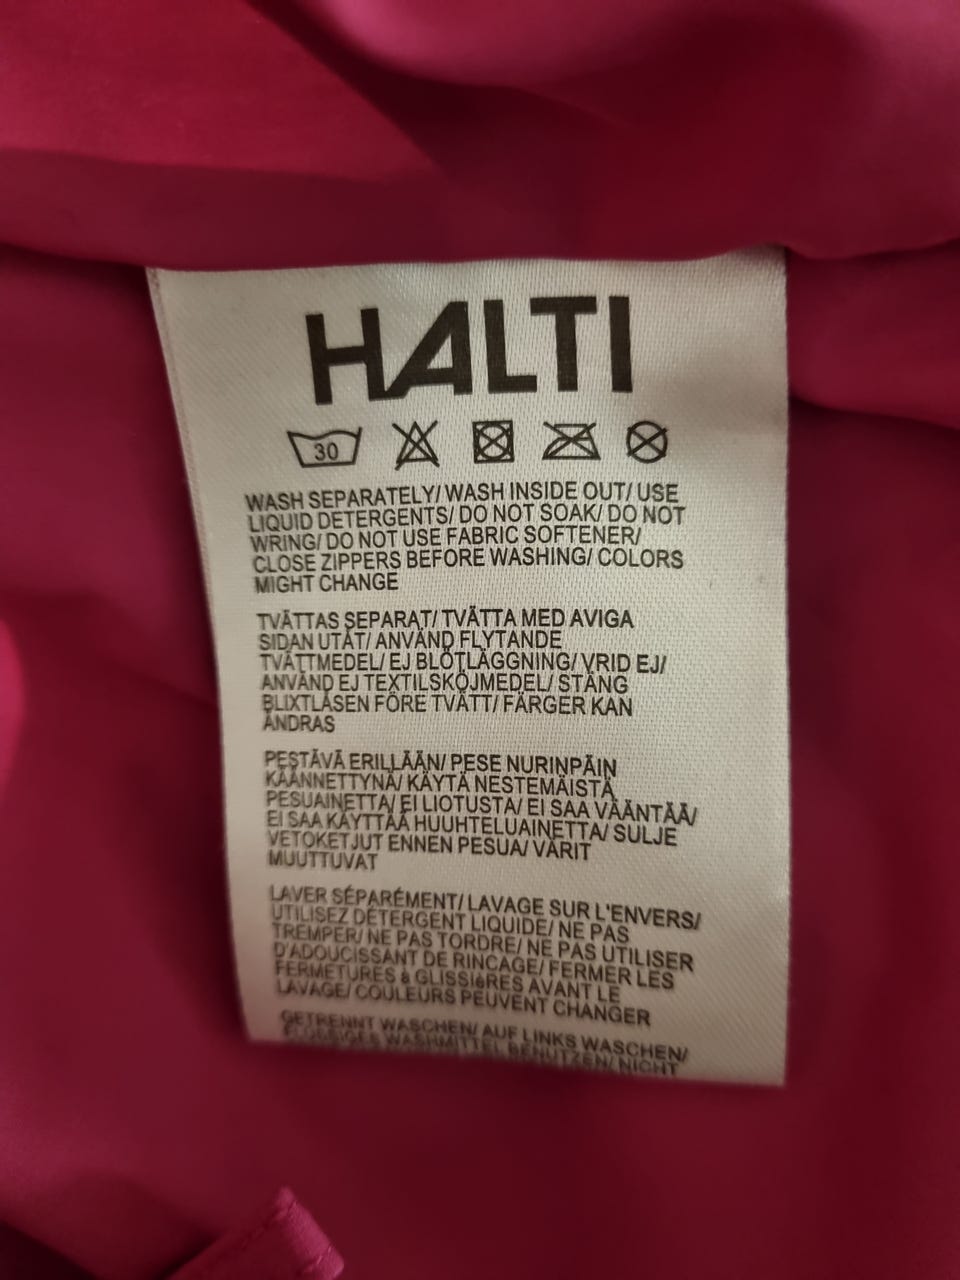 HALTI
30
WASH SEPARATELY/ WASH INSIDE OUT/ USE
LIQUID DETERGENTS/ DO NOT SOAK/ DO NOT
WRING/ DO NOT USE FABRIC SOFTENER/
CLOSE ZIPPERS BEFORE WASHING/ COLORS
MIGHT CHANGE
TVÄTTAS SEPARAT/ TVÄTTA MED AVIGA
SIDAN UTÅT/ ANVÄND FLYTANDE
TVÄTTMEDEL/ EJ BLÖTLÄGGNING/ VRID EJ/
ANVÄND EJ TEXTILSKÖJMEDEL/ STÄNG
BLIXTLÅSEN FÖRE TVÄTT/ FÄRGER KAN
ÄNDRAS
PESTÄVÄ ERILLÄÄN/ PESE NURINPÄIN
KÄÄNNETTYNÄ/ KÄYTÄ NESTEMÄISTÄ
PESUAINETTA/ EI LIOTUSTA/ EI SAA VÄÄNTÄÄ/
EI SAA KÄYTTÄÄ HUUHTELUAINETTA/ SULJE
VETOKETJUT ENNEN PESUA/ VÄRIT
MUUTTUVAT
LAVER SÉPARÉMENT/ LAVAGE SUR L'ENVERS/
UTILISEZ DÉTERGENT LIQUIDE/ NE PAS
TREMPER/ NE PAS TORDRE/ NE PAS UTILISER
D'ADOUCISSANT DE RINCAGE/ FERMER LES
FERMETURES à GLISSIèRES AVANT LE
LAVAGE/ COULEURS PEUVENT CHANGER
GETRENNT WASCHEN/ AUF LINKS WASCHEN/
FLÜSSIGES WASHMITTEL BENUTZEN/ NICHT